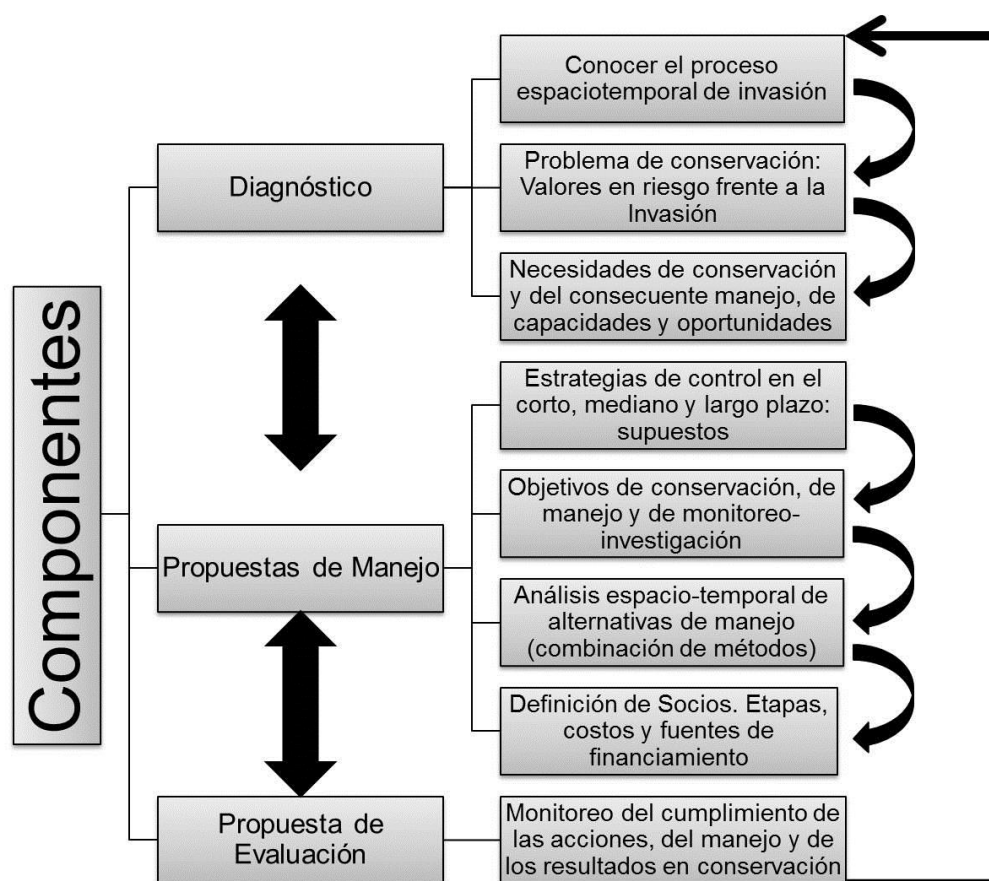 Componentes
Diagnóstico
Conocer el proceso
espaciotemporal de invasión
Problema de conservación:
Valores en riesgo frente a la
Invasión
Necesidades de conservación
y del consecuente manejo, de
capacidades y oportunidades
Propuestas de Manejo
Estrategias de control en el
corto, mediano y largo plazo:
supuestos
Objetivos de conservación, de
manejo y de monitoreo-
investigación
Análisis espacio-temporal de
alternativas de manejo
(combinación de métodos)
Definición de Socios. Etapas,
costos y fuentes de
financiamiento
Propuesta de
Evaluación
Monitoreo del cumplimiento de
las acciones, del manejo y de
los resultados en conservación